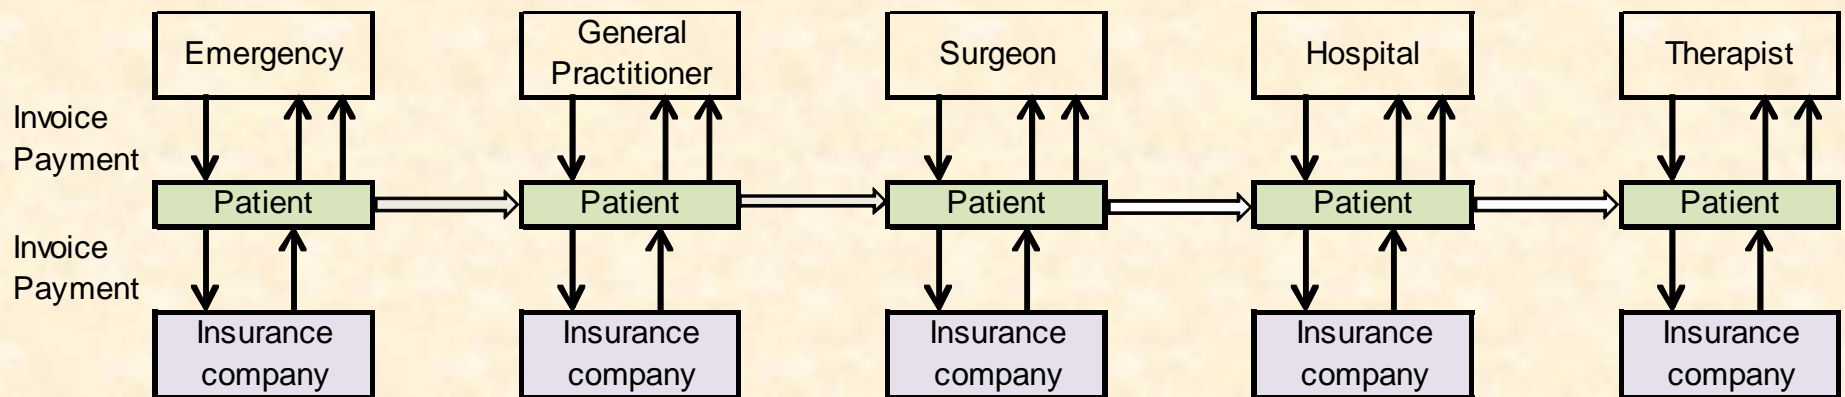 Emergency
General
Practitioner
Surgeon
Hospital
Therapist
Invoice
Payment
Patient
Patient
Patient
Patient
Patient
Invoice
Payment
Insurance
company
Insurance
company
Insurance
company
Insurance
company
Insurance
company